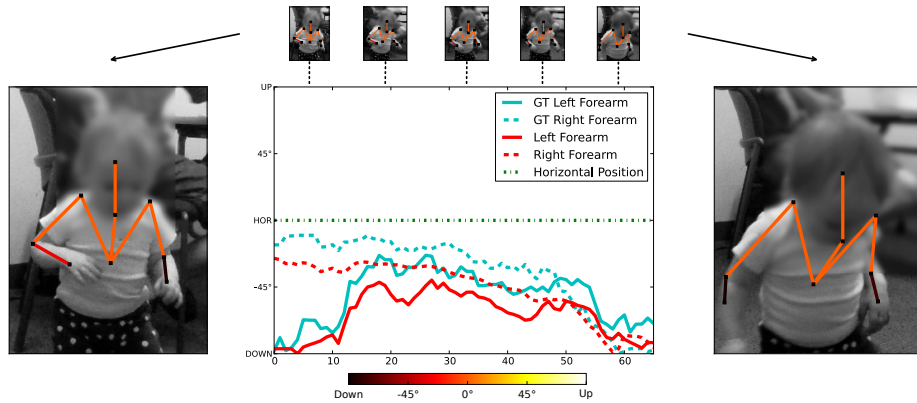 UP
45°
HOR
-45°
DOWN
GT Left Forearm
GT Right Forearm
Left Forearm
Right Forearm
Horizontal Position
0 10 20 30 40 50 60
Down -45° 0° 45° Up